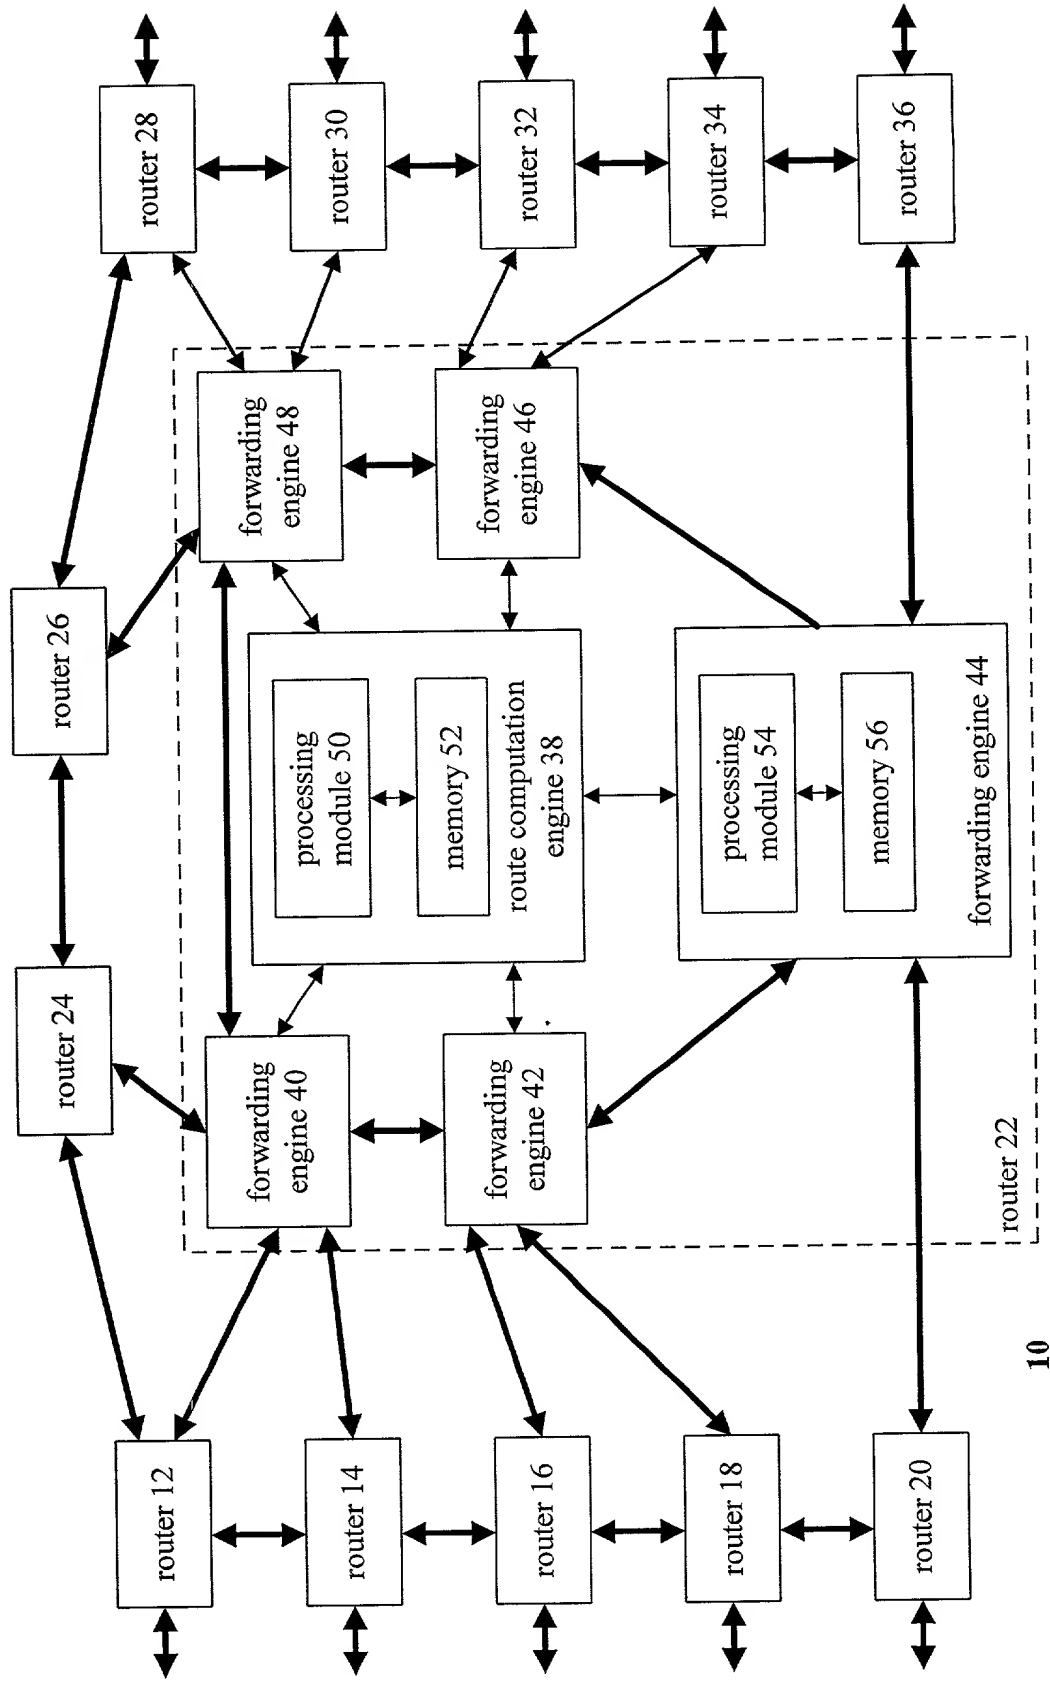 router 12
router 14
router 16
router 18
router 20
router 24
router 26
router 28
router 30
router 32
router 34
router 36
forwarding
engine 40
forwarding
engine 42
processing
module 50
memory 52
route computation
engine 38
forwarding
engine 48
forwarding
engine 46
processing
module 54
memory 56
forwarding engine 44
router 22
10